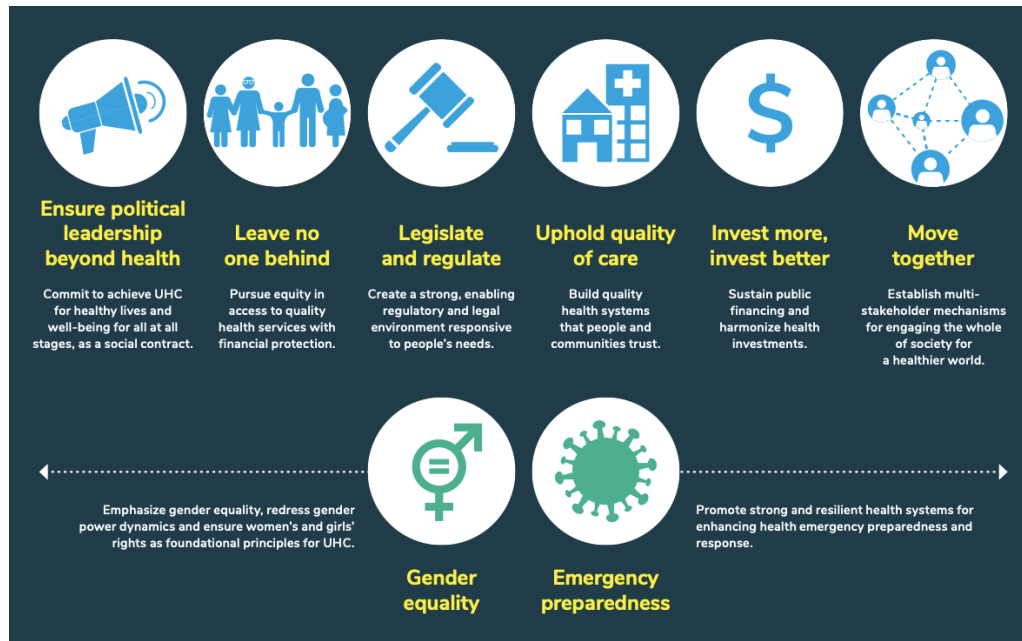 Ensure political
leadership
beyond health
Commit to achieve UHC
for healthy lives and
well-being for all at all
stages, as a social contract.
Leave no
one behind
Pursue equity in
access to quality
health services with
financial protection.
Legislate
and regulate
Create a strong, enabling
regulatory and legal
environment responsive
to people's needs.
Uphold quality
of care
Build quality
health systems
that people and
communities trust.
Invest more,
invest better
Sustain public
financing and
harmonize health
investments.
Move
together
Establish multi-
stakeholder mechanisms
for engaging the whole
of society for
a healthier world.
Emphasize gender equality, redress gender
power dynamics and ensure women's and girls'
rights as foundational principles for UHC.
Gender
equality
Promote strong and resilient health systems for
enhancing health emergency preparedness and
response.
Emergency
preparedness